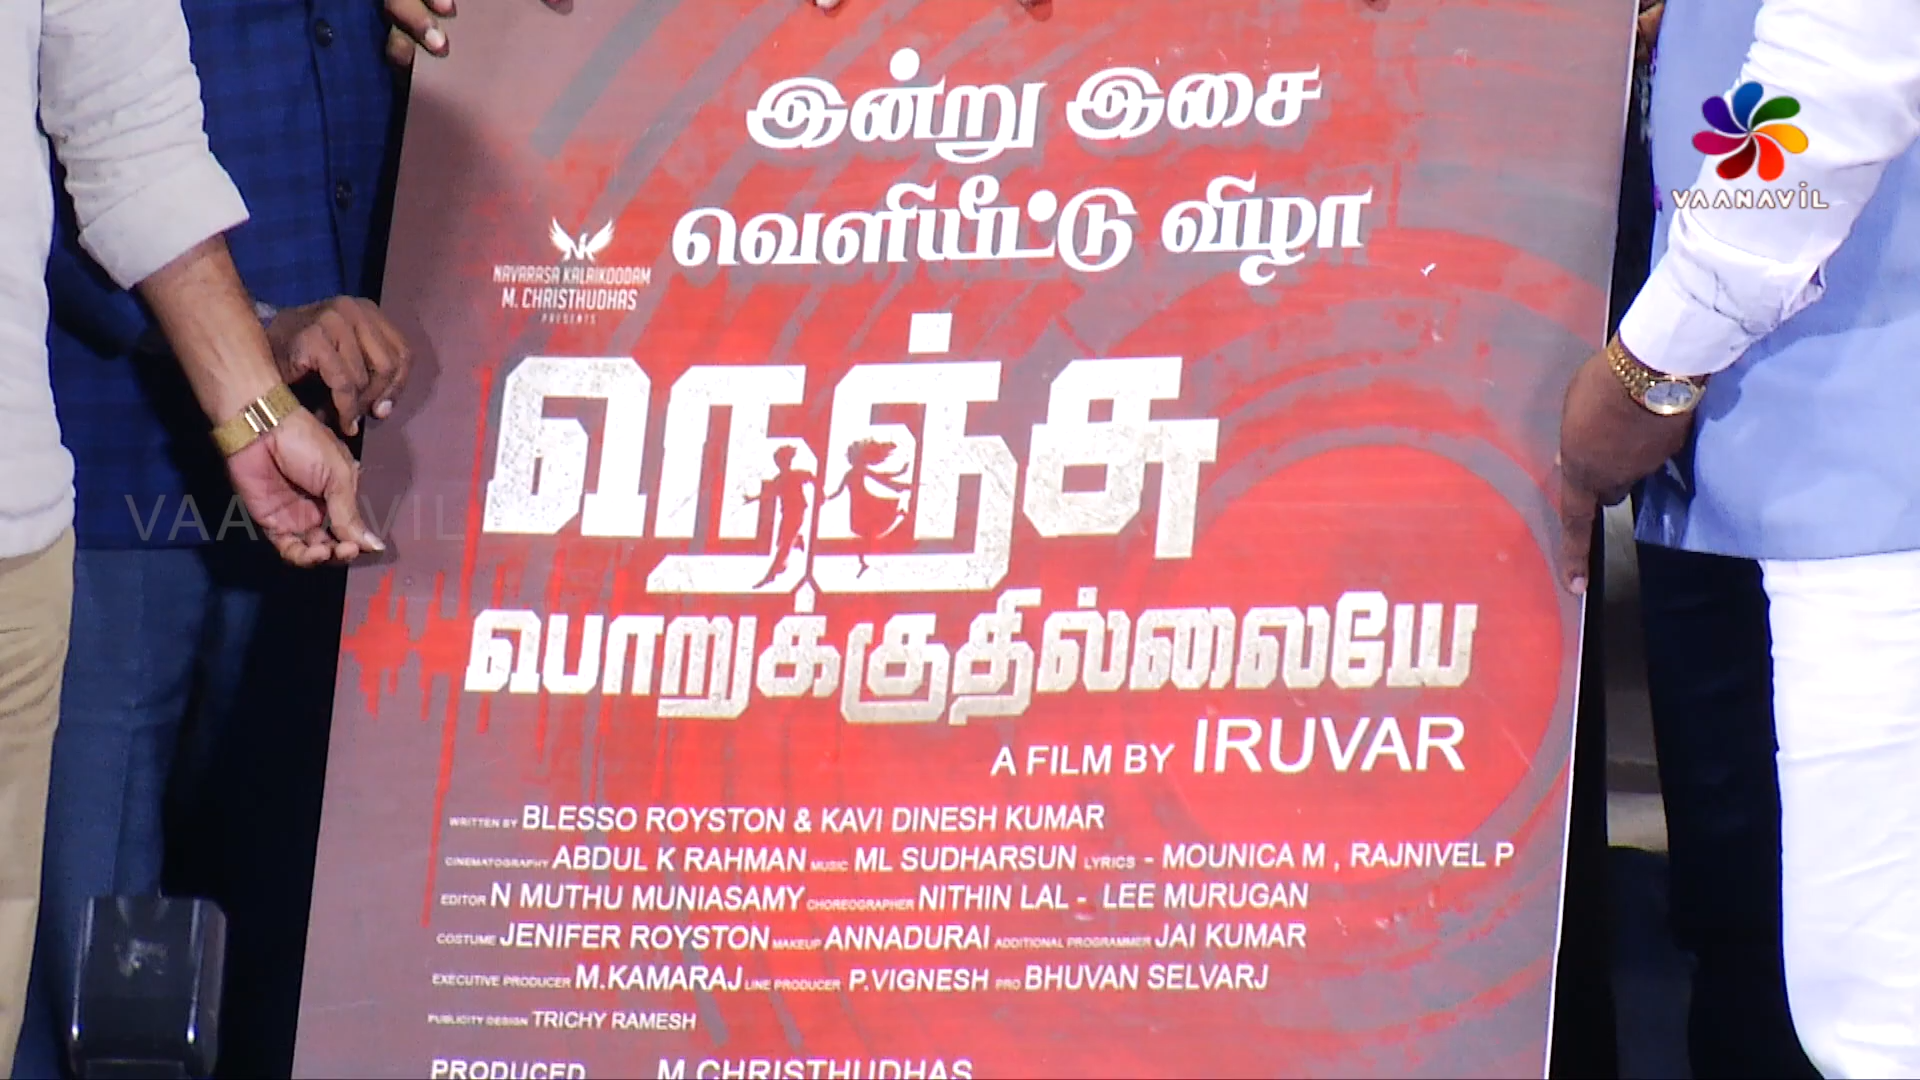 இன்று இசை
வெளியீட்டு விழா
VAANAVIL
NK
NAVARASA KALAIKOODAM
M. CHRISTHUDHAS
PRESENTS
நெஞ்சு
பொறுக்குதில்லையே
VAANAVIL
A FILM BY IRUVAR
WRITTEN BY BLESSO ROYSTON & KAVI DINESH KUMAR
CINEMATOGRAPHY ABDUL K RAHMAN MUSIC ML SUDHARSUN LYRICS - MOUNICA M , RAJNIVEL P
EDITOR N MUTHU MUNIASAMY CHOREOGRAPHER NITHIN LAL - LEE MURUGAN
COSTUME JENIFER ROYSTON MAKEUP ANNADURAI ADDITIONAL PROGRAMMER JAI KUMAR
EXECUTIVE PRODUCER M.KAMARAJ LINE PRODUCER P.VIGNESH PRO BHUVAN SELVARJ
PUBLICITY DESIGN TRICHY RAMESH
PRODUCED M CHRISTHUDHAS